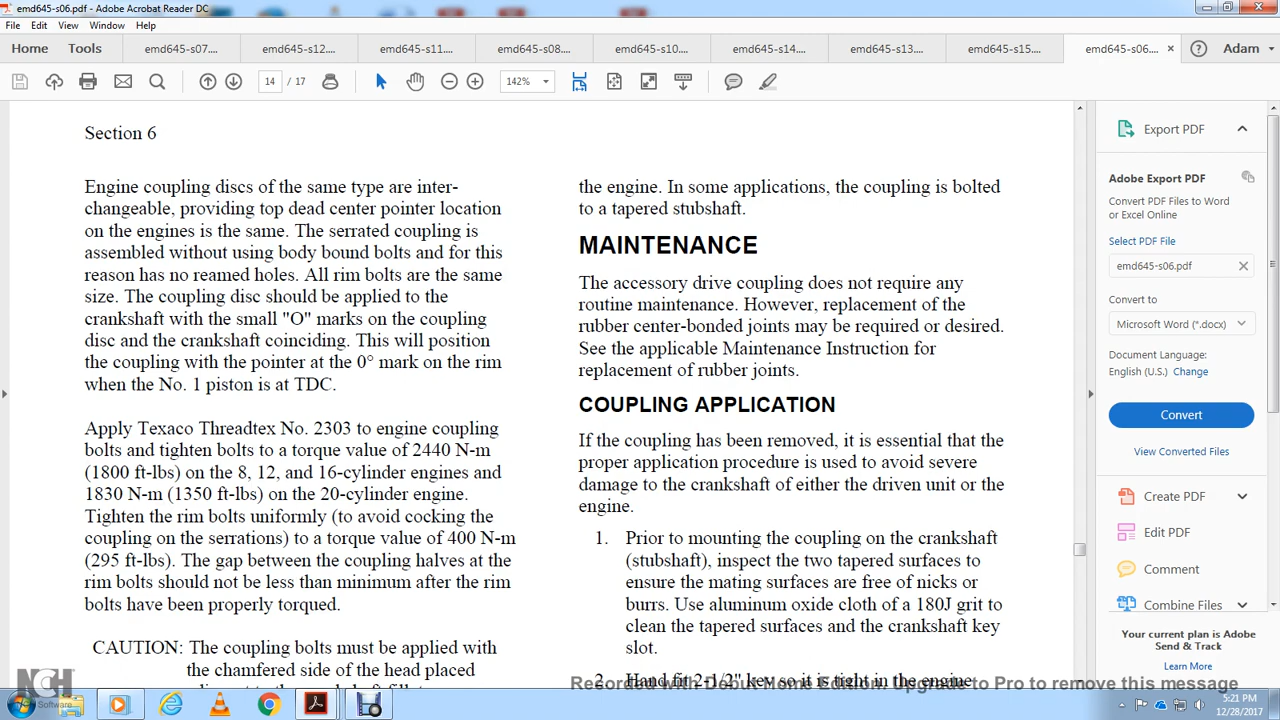 emd645-s06.pdf - Adobe Acrobat Reader DC
File Edit View Window Help
Home Tools emd645-s07.... emd645-s12.... emd645-s11.... emd645-s08.... emd645-s10.... emd645-s14.... emd645-s13.... emd645-s15.... emd645-s06.... × Adam
14 / 17 142%
Section 6
Engine coupling discs of the same type are inter-
changeable, providing top dead center pointer location
on the engines is the same. The serrated coupling is
assembled without using body bound bolts and for this
reason has no reamed holes. All rim bolts are the same
size. The coupling disc should be applied to the
crankshaft with the small "O" marks on the coupling
disc and the crankshaft coinciding. This will position
the coupling with the pointer at the 0° mark on the rim
when the No. 1 piston is at TDC.
Apply Texaco Threadtex No. 2303 to engine coupling
bolts and tighten bolts to a torque value of 2440 N-m
(1800 ft-lbs) on the 8, 12, and 16-cylinder engines and
1830 N-m (1350 ft-lbs) on the 20-cylinder engine.
Tighten the rim bolts uniformly (to avoid cocking the
coupling on the serrations) to a torque value of 400 N-m
(295 ft-lbs). The gap between the coupling halves at the
rim bolts should not be less than minimum after the rim
bolts have been properly torqued.
CAUTION: The coupling bolts must be applied with
the chamfered side of the head placed
the engine. In some applications, the coupling is bolted
to a tapered stubshaft.
MAINTENANCE
The accessory drive coupling does not require any
routine maintenance. However, replacement of the
rubber center-bonded joints may be required or desired.
See the applicable Maintenance Instruction for
replacement of rubber joints.
COUPLING APPLICATION
If the coupling has been removed, it is essential that the
proper application procedure is used to avoid severe
damage to the crankshaft of either the driven unit or the
engine.
1. Prior to mounting the coupling on the crankshaft
(stubshaft), inspect the two tapered surfaces to
ensure the mating surfaces are free of nicks or
burrs. Use aluminum oxide cloth of a 180J grit to
clean the tapered surfaces and the crankshaft key
slot.
2. Hand fit 2-1/2" key so it is tight in the engine
Export PDF
Adobe Export PDF
Convert PDF Files to Word
or Excel Online
Select PDF File
emd645-s06.pdf
Convert to
Microsoft Word (*.docx)
Document Language:
English (U.S.) Change
Convert
View Converted Files
Create PDF
Edit PDF
Comment
Combine Files
Your current plan is Adobe
Send & Track
Learn More
NCH Software
to Pro to remove this message
5:21 PM
12/28/2017